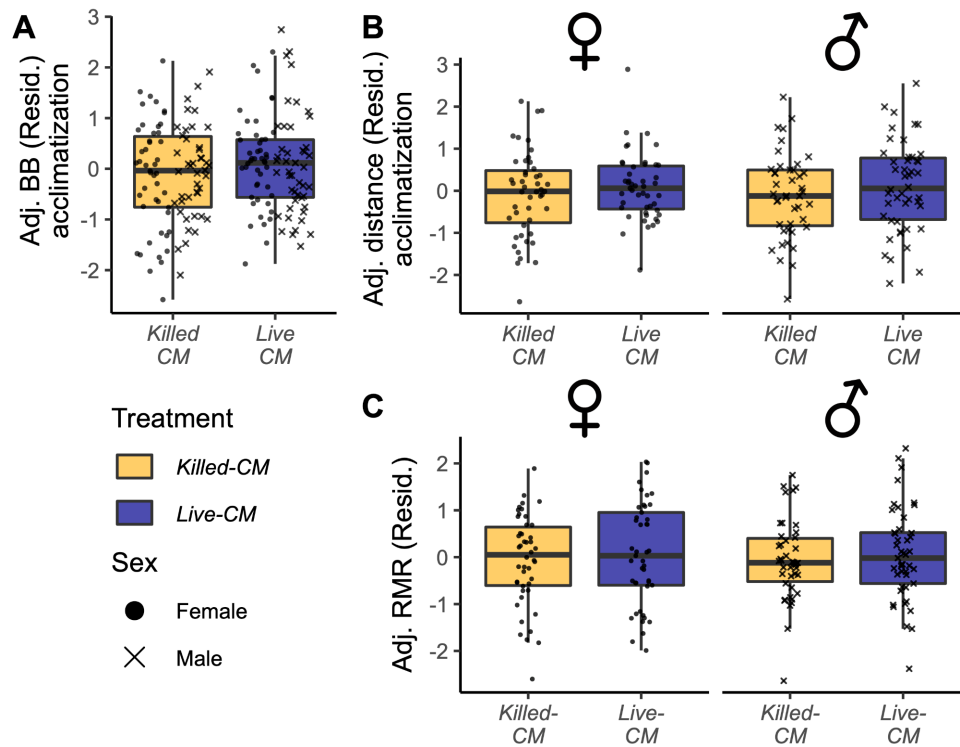 A
Adj. BB (Resid.)
acclimatization
3
2
1
0
-1
-2
Killed
CM
Live
CM
B
♀
♂
Adj. distance (Resid.)
acclimatization
3
2
1
0
-1
-2
Killed
CM
Live
CM
Killed
CM
Live
CM
Treatment
Killed-CM
Live-CM
Sex
Female
Male
C
♀
♂
Adj. RMR (Resid.)
2
1
0
-1
-2
Killed-
CM
Live-
CM
Killed-
CM
Live-
CM